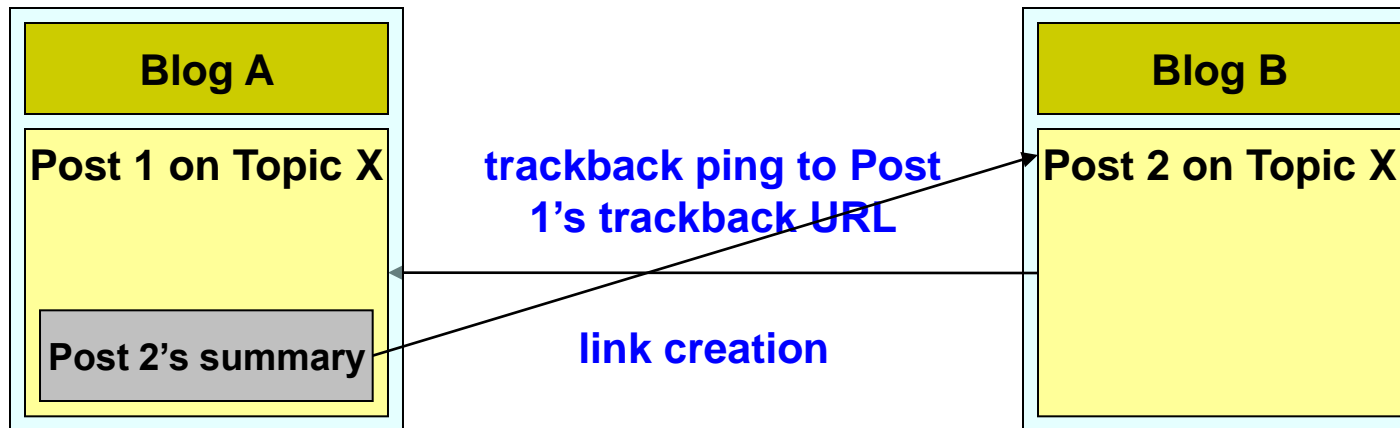 Blog A
Blog B
Post 1 on Topic X
trackback ping to Post
1’s trackback URL
Post 2 on Topic X
Post 2’s summary
link creation